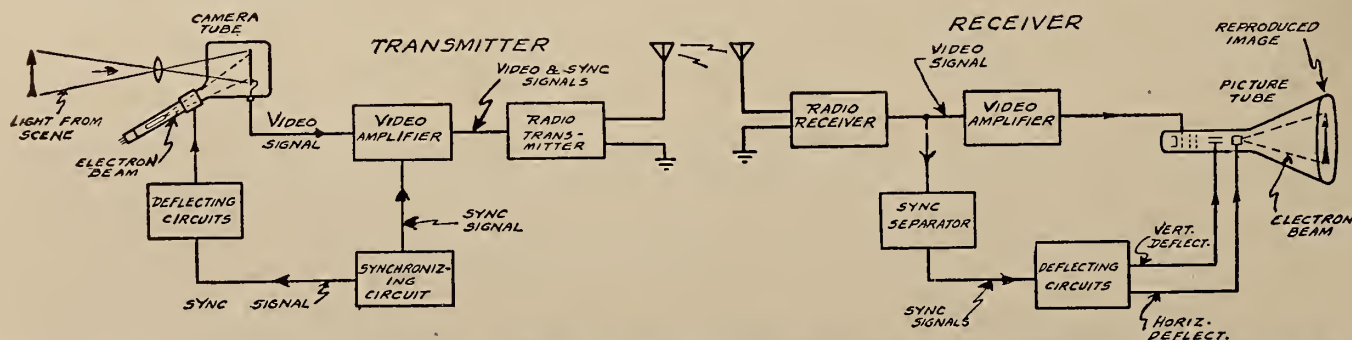 CAMERA
TUBE
TRANSMITTER
LIGHT FROM
SCENE
ELECTRON
BEAM
VIDEO
SIGNAL
VIDEO
AMPLIFIER
VIDEO & SYNC
SIGNALS
RADIO
TRANS-
MITTER
DEFLECTING
CIRCUITS
SYNC
SIGNAL
SYNCHRONIZ-
ING
CIRCUIT
SYNC SIGNAL
RECEIVER
RADIO
RECEIVER
VIDEO
SIGNAL
VIDEO
AMPLIFIER
REPRODUCED
IMAGE
PICTURE
TUBE
ELECTRON
BEAM
SYNC
SEPARATOR
SYNC
SIGNALS
DEFLECTING
CIRCUITS
VERT.
DEFLECT.
HORIZ-
DEFLECT.